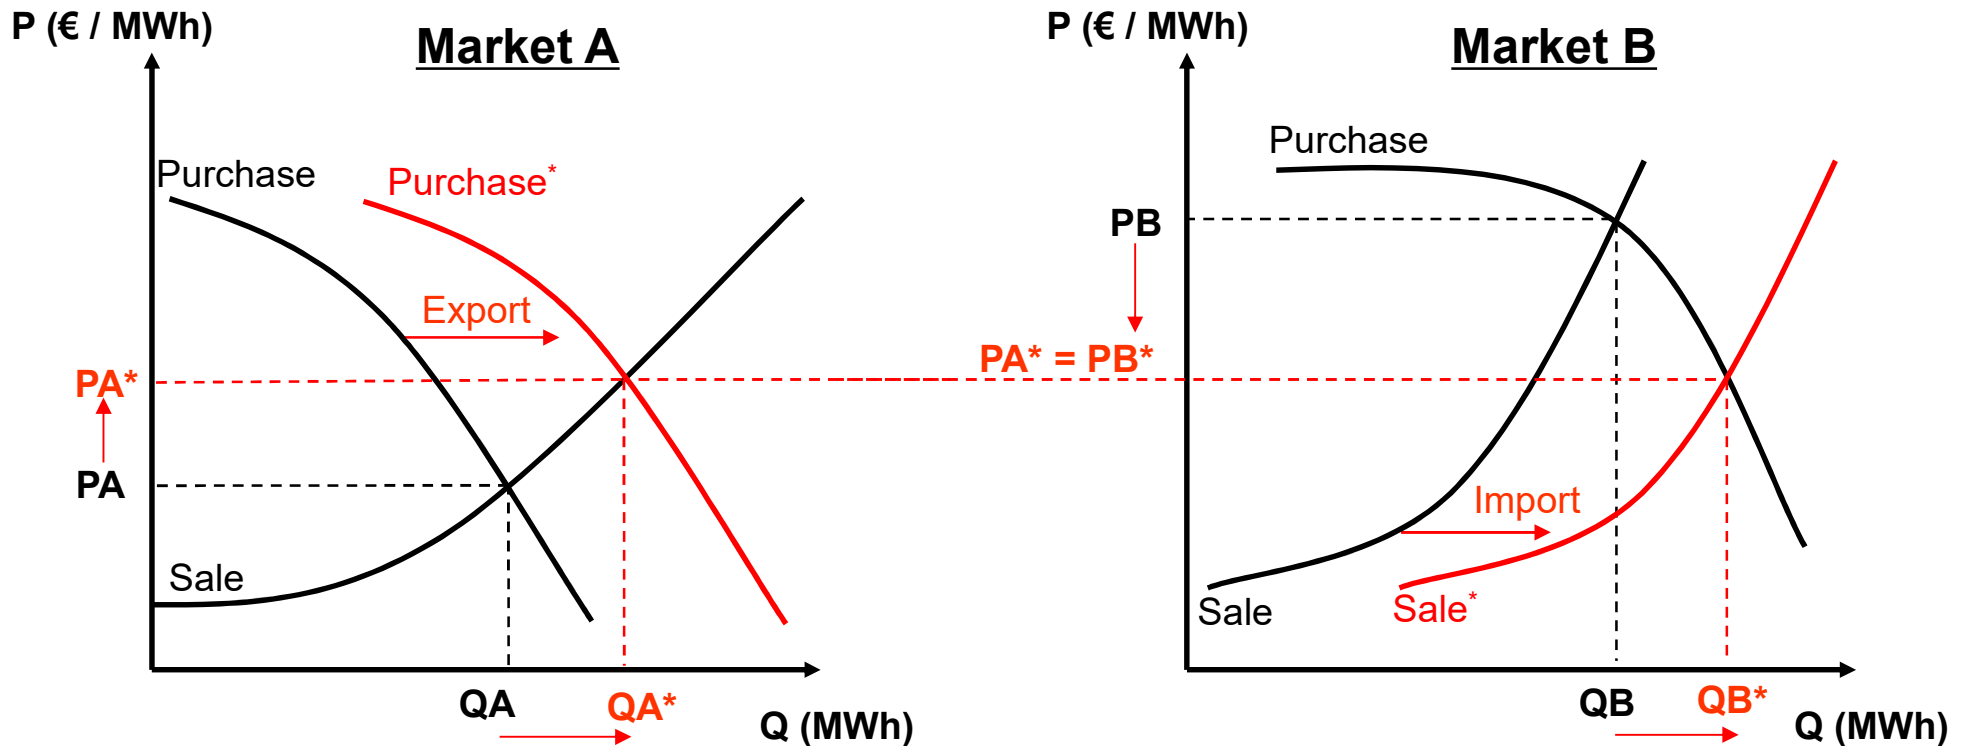 P (€ / MWh)
Market A
Purchase
Purchase*
Export
PA*
PA
Sale
QA
QA*
Q (MWh)
P (€ / MWh)
Market B
Purchase
PB
PA* = PB*
Import
Sale
Sale*
QB
QB*
Q (MWh)